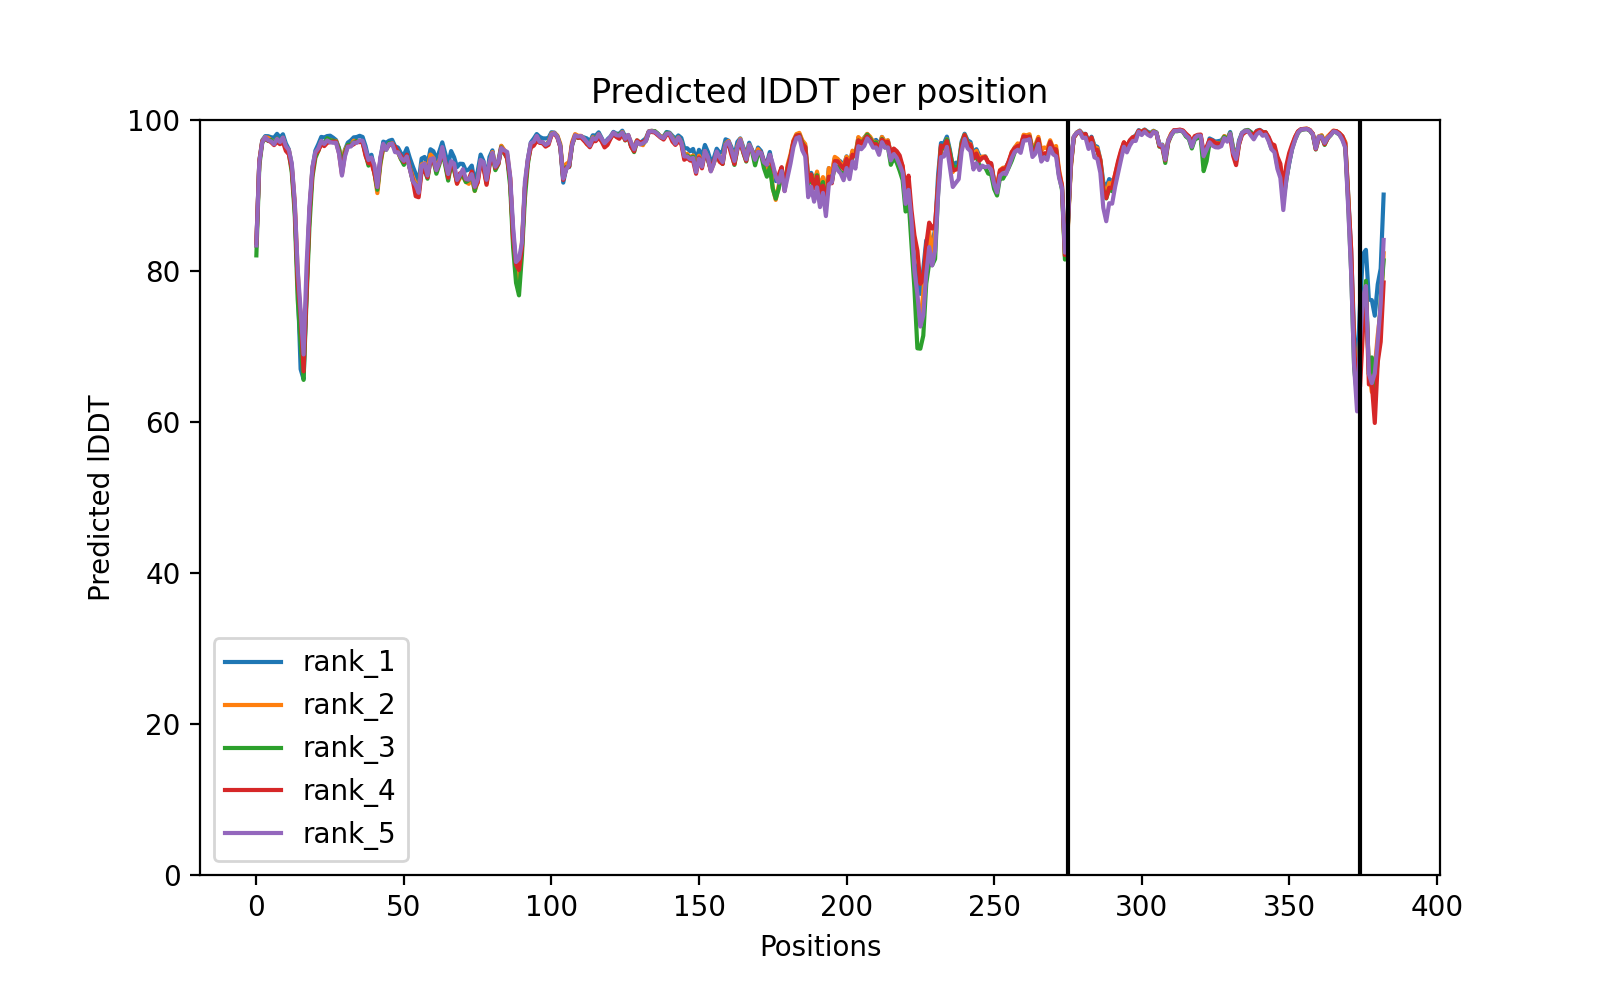 Predicted lDDT per position
100
80
60
40
20
0
Predicted lDDT
rank_1
rank_2
rank_3
rank_4
rank_5
0 50 100 150 200 250 300 350 400
Positions